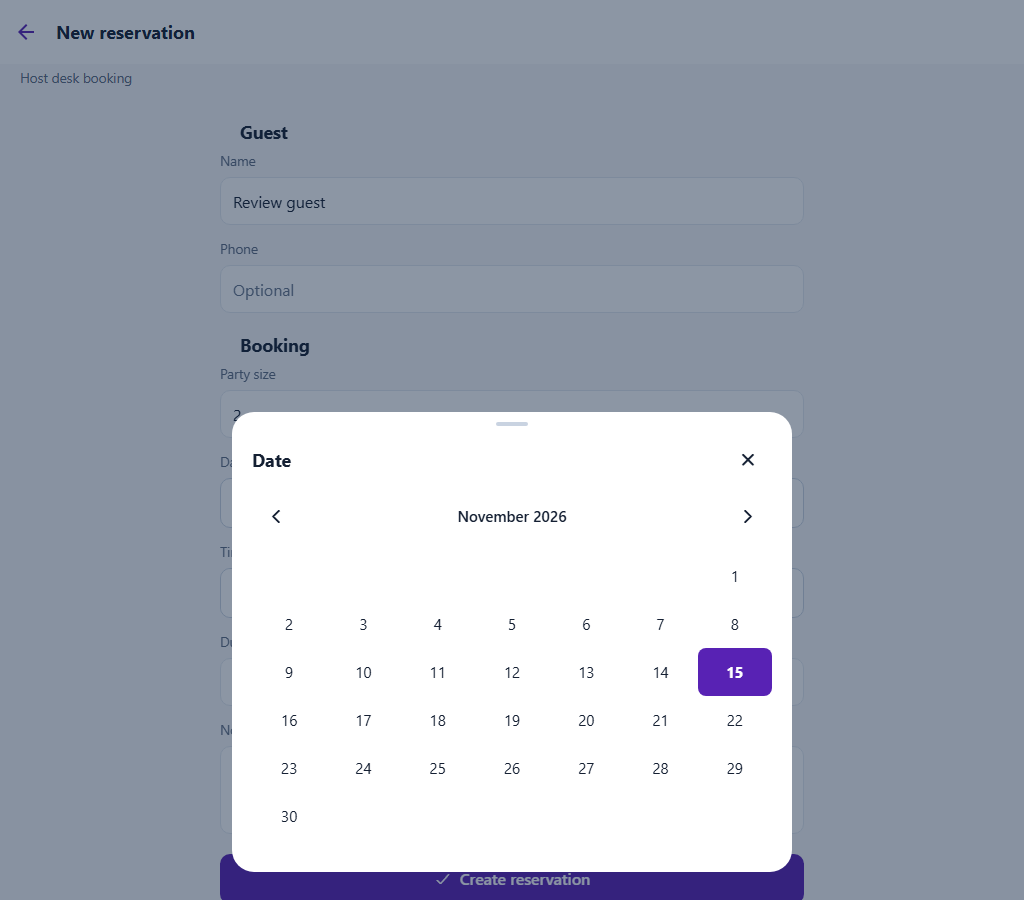 New reservation
Host desk booking
Guest
Name
Review guest
Phone
Optional
Booking
Party size
2
Date
November 2026
1
2 3 4 5 6 7 8
9 10 11 12 13 14 15
16 17 18 19 20 21 22
23 24 25 26 27 28 29
30
Create reservation